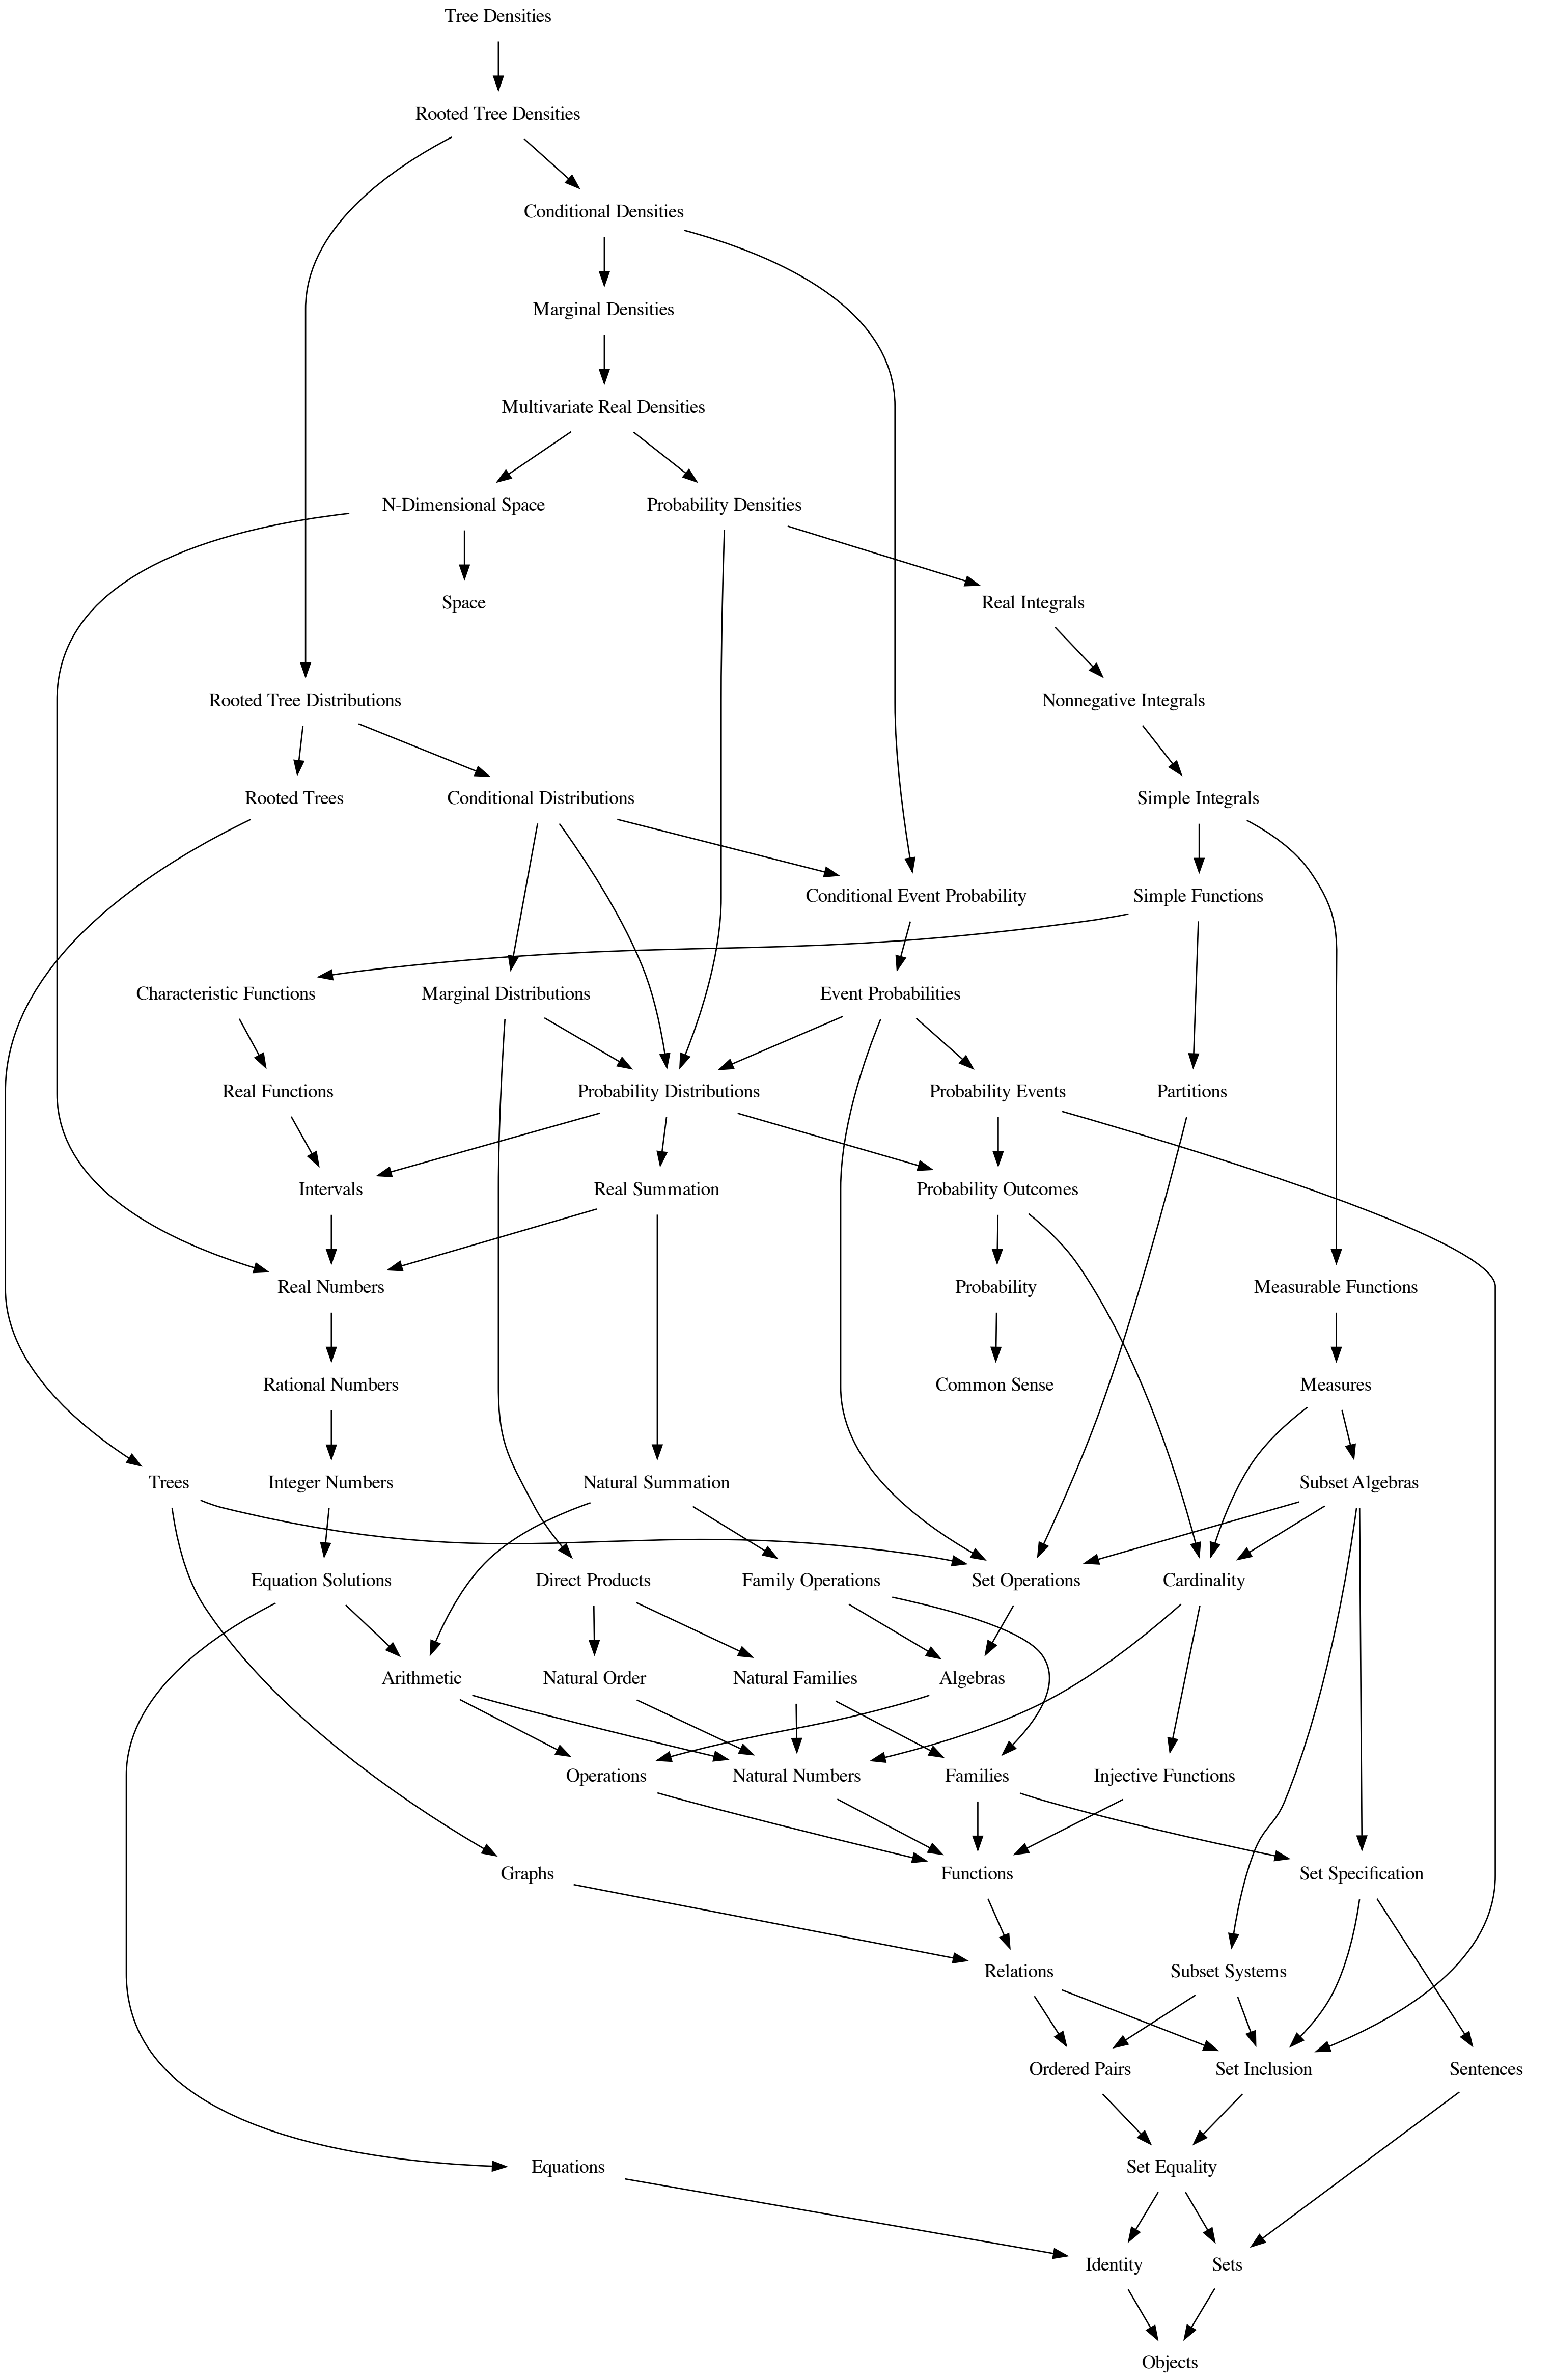 Tree Densities
Rooted Tree Densities
Conditional Densities
Marginal Densities
Multivariate Real Densities
N-Dimensional Space
Probability Densities
Space
Real Integrals
Rooted Tree Distributions
Nonnegative Integrals
Rooted Trees
Conditional Distributions
Simple Integrals
Conditional Event Probability
Simple Functions
Characteristic Functions
Marginal Distributions
Event Probabilities
Real Functions
Probability Distributions
Probability Events
Partitions
Intervals
Real Summation
Probability Outcomes
Real Numbers
Probability
Measurable Functions
Rational Numbers
Common Sense
Measures
Trees
Integer Numbers
Natural Summation
Subset Algebras
Equation Solutions
Direct Products
Family Operations
Set Operations
Cardinality
Arithmetic
Natural Order
Natural Families
Algebras
Operations
Natural Numbers
Families
Injective Functions
Graphs
Functions
Set Specification
Relations
Subset Systems
Ordered Pairs
Set Inclusion
Sentences
Equations
Set Equality
Identity
Sets
Objects